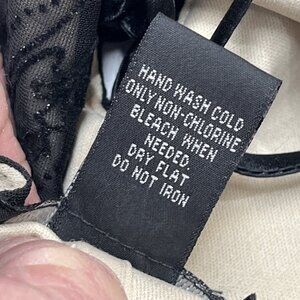 HAND WASH COLD
ONLY NON-CHLORINE
BLEACH WHEN
NEEDED
DRY FLAT
DO NOT IRON